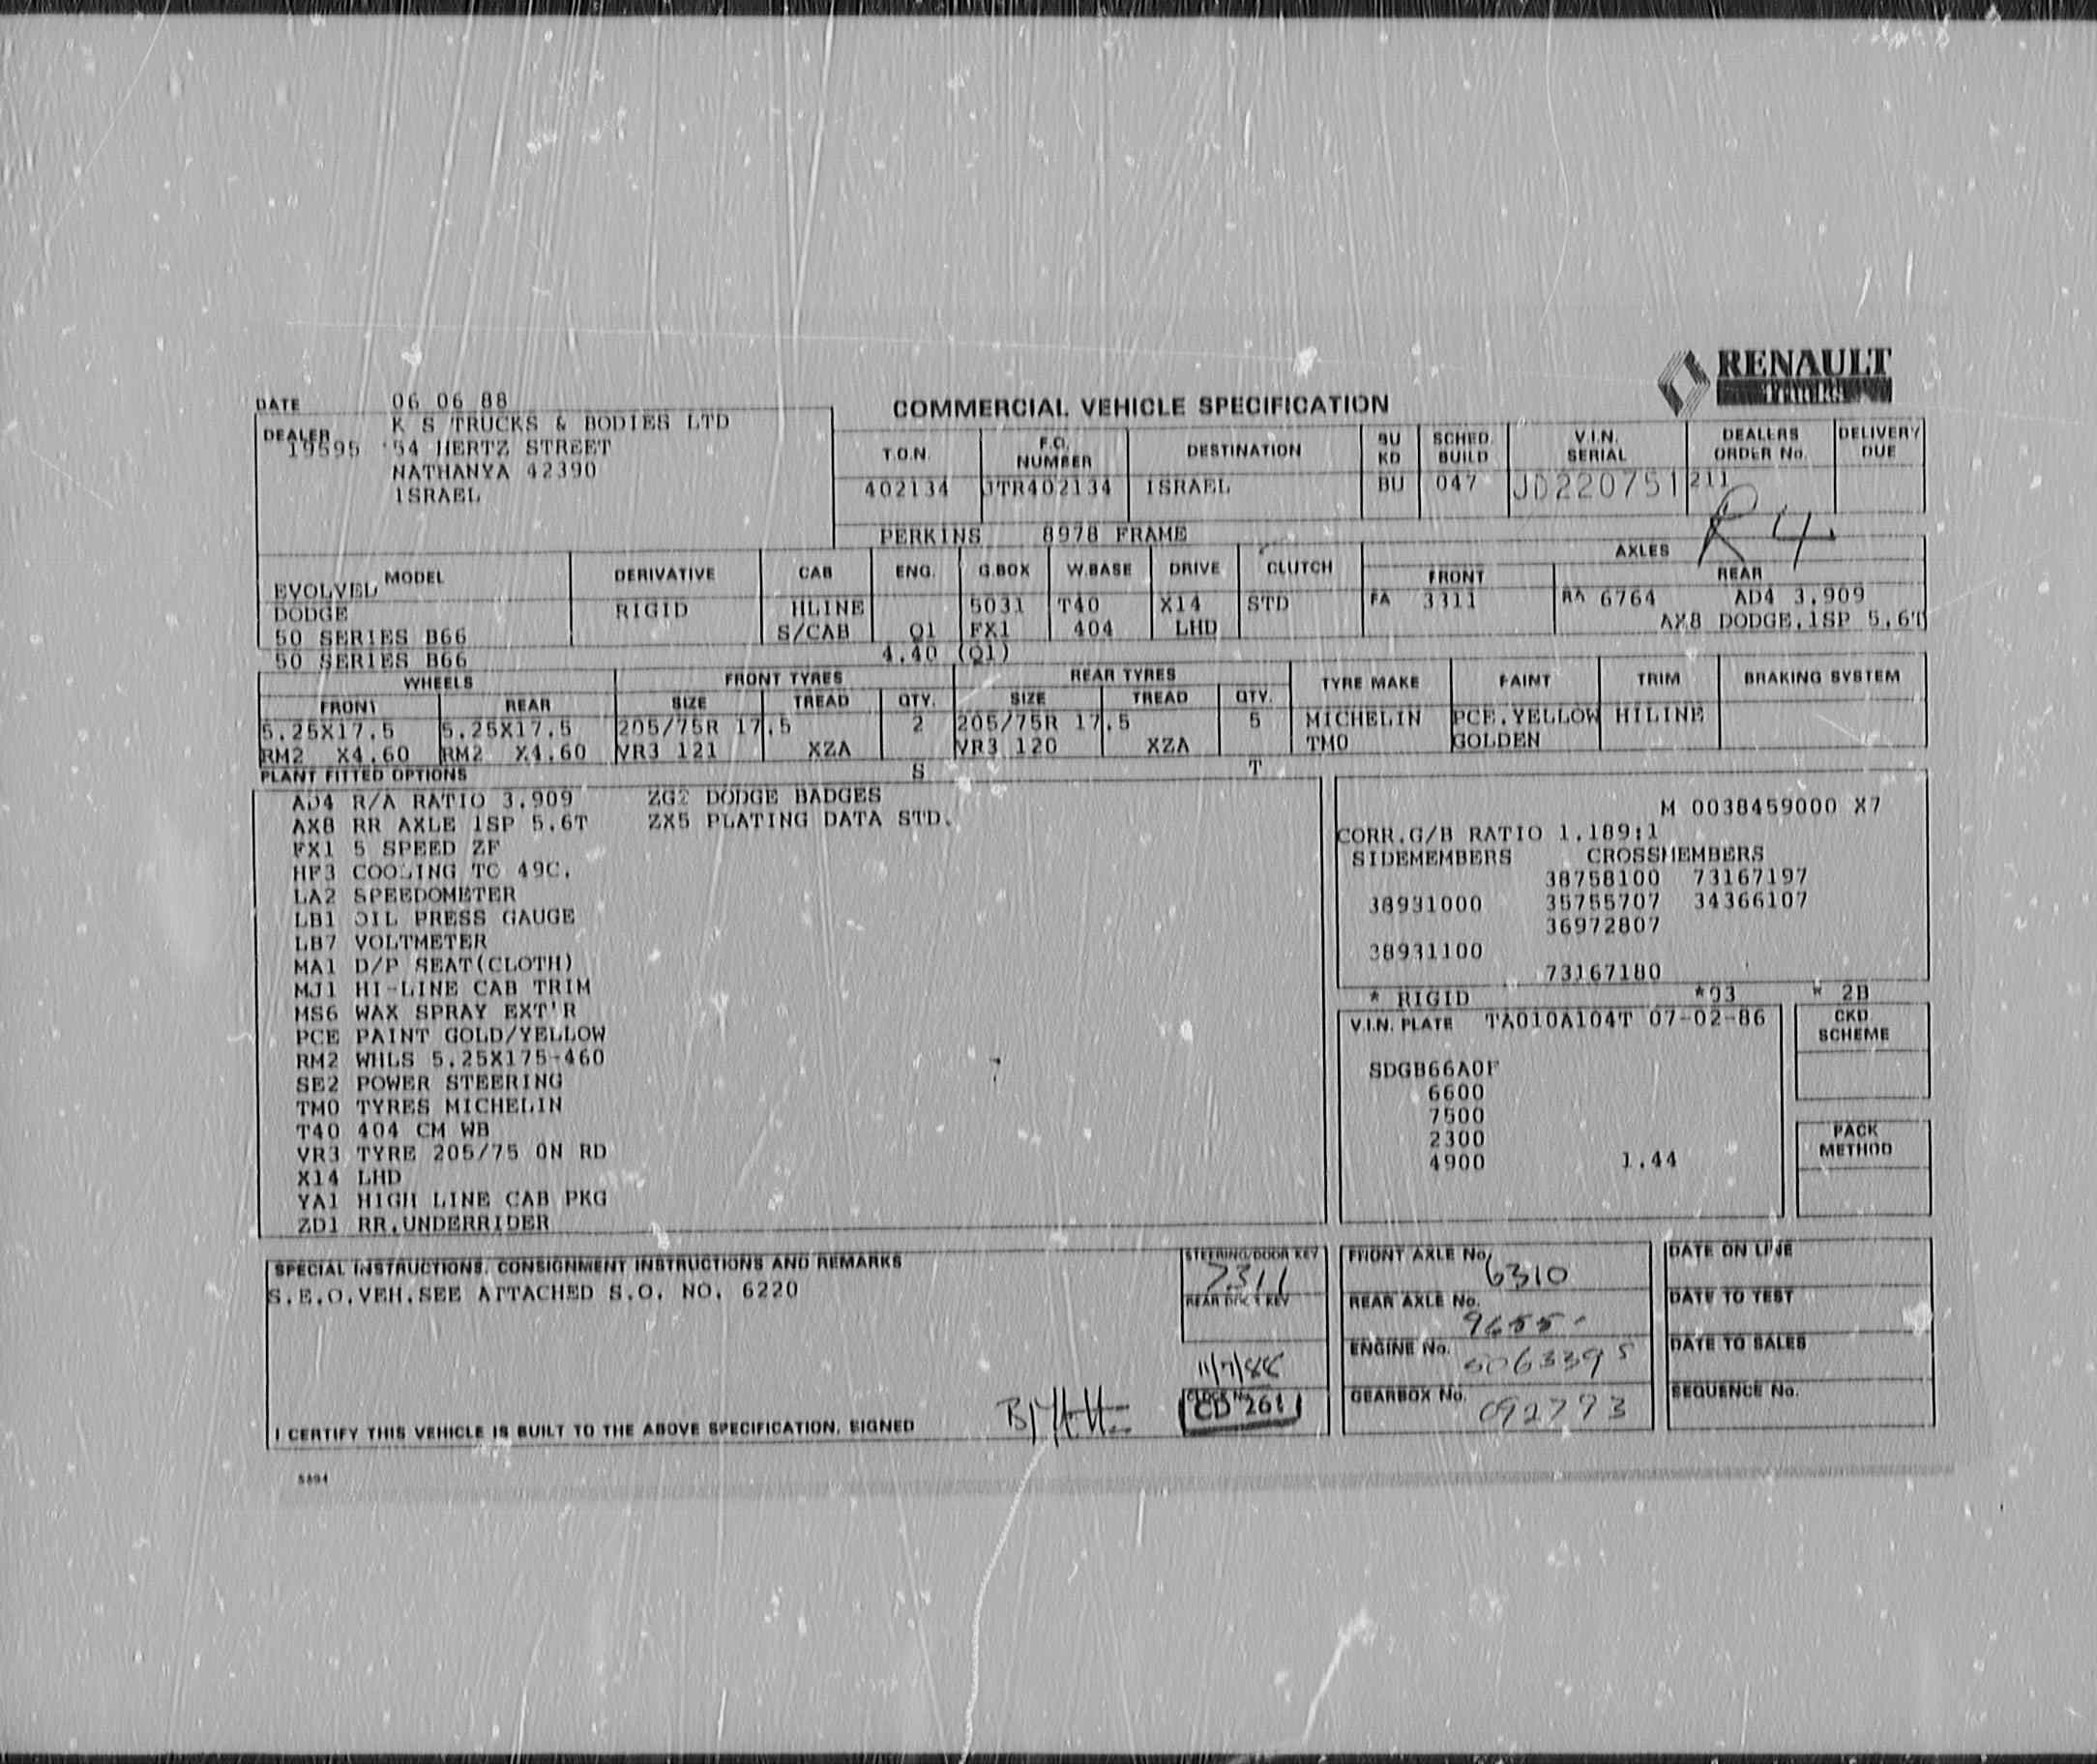 RENAULT
Trucks
DATE 06 06 88
COMMERCIAL VEHICLE SPECIFICATION
DEALER K S TRUCKS & BODIES LTD
19595 54 HERTZ STREET
NATHANYA 42390
ISRAEL
T.O.N. F.O. NUMBER DESTINATION BU KD SCHED. BUILD V.I.N. SERIAL DEALERS ORDER No. DELIVERY DUE
402134 JTR402134 ISRAEL BU 047 JD220751 211
PERKINS 8978 FRAME
R 4
MODEL DERIVATIVE CAB ENG. G.BOX W.BASE DRIVE CLUTCH AXLES FRONT REAR
EVOLVED
DODGE RIGID HLINE 5031 T40 X14 STD FA 3311 RA 6764 AD4 3.909
50 SERIES B66 S/CAB Q1 FX1 404 LHD AX8 DODGE.1SP 5.6T
50 SERIES B66 4.40 (Q1)
WHEELS FRONT TYRES REAR TYRES TYRE MAKE PAINT TRIM BRAKING SYSTEM
FRONT REAR SIZE TREAD QTY. SIZE TREAD QTY.
5.25X17.5 5.25X17.5 205/75R 17.5 2 205/75R 17.5 5 MICHELIN PCE.YELLOW HILINE
RM2 X4.60 RM2 X4.60 VR3 121 XZA VR3 120 XZA TM0 GOLDEN
PLANT FITTED OPTIONS S T
AD4 R/A RATIO 3.909 ZG2 DODGE BADGES
AX8 RR AXLE 1SP 5.6T ZX5 PLATING DATA STD.
FX1 5 SPEED ZF
HF3 COOLING TO 49C.
LA2 SPEEDOMETER
LB1 OIL PRESS GAUGE
LB7 VOLTMETER
MA1 D/P SEAT(CLOTH)
MJ1 HI-LINE CAB TRIM
MS6 WAX SPRAY EXT'R
PCE PAINT GOLD/YELLOW
RM2 WHLS 5.25X175-460
SE2 POWER STEERING
TM0 TYRES MICHELIN
T40 404 CM WB
VR3 TYRE 205/75 ON RD
X14 LHD
YA1 HIGH LINE CAB PKG
ZD1 RR.UNDERRIDER
M 0038459000 X7
CORR.G/B RATIO 1.189:1
SIDEMEMBERS CROSSMEMBERS
38758100 73167197
38931000 35755707 34366107
36972807
38931100
73167180
* RIGID *03 * 2B
V.I.N. PLATE TA010A104T 07-02-86
CKD. SCHEME
SDGB66A0F
6600
7500
2300
4900 1.44
PACK METHOD
SPECIAL INSTRUCTIONS, CONSIGNMENT INSTRUCTIONS AND REMARKS
S.E.O.VEH.SEE ATTACHED S.O. NO. 6220
STEERING/DOOR KEY 7311
REAR DOOR KEY
11/7/88
CLOCK No. CD 261
FRONT AXLE No. 6310
REAR AXLE No. 9655
ENGINE No. 5063395
GEARBOX No. 092793
DATE ON LINE
DATE TO TEST
DATE TO SALES
SEQUENCE No.
I CERTIFY THIS VEHICLE IS BUILT TO THE ABOVE SPECIFICATION. SIGNED
5894